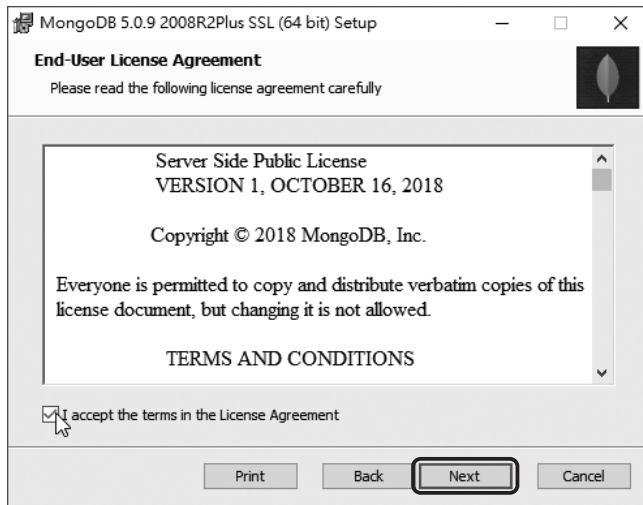 MongoDB 5.0.9 2008R2Plus SSL (64 bit) Setup
End-User License Agreement
Please read the following license agreement carefully
Server Side Public License
VERSION 1, OCTOBER 16, 2018
Copyright © 2018 MongoDB, Inc.
Everyone is permitted to copy and distribute verbatim copies of this
license document, but changing it is not allowed.
TERMS AND CONDITIONS
I accept the terms in the License Agreement
Print Back Next Cancel